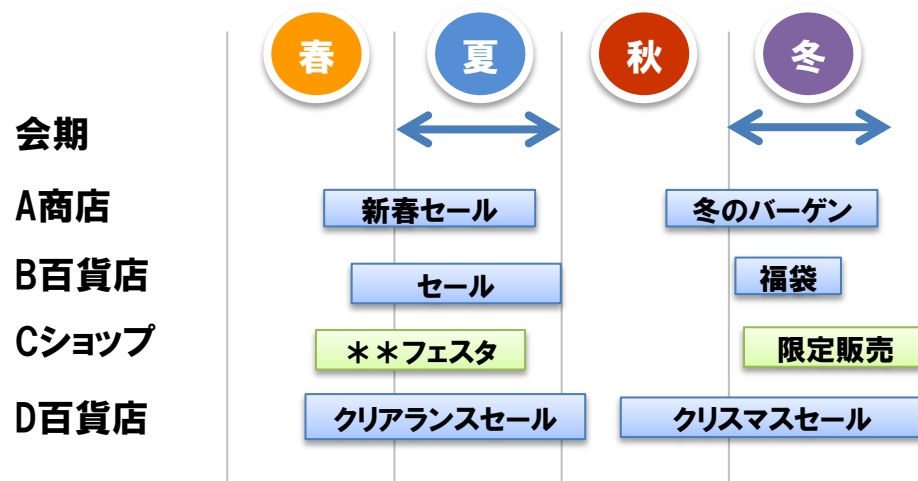 春 夏 秋 冬
会期
A商店 新春セール 冬のバーゲン
B百貨店 セール 福袋
Cショップ ＊＊フェスタ 限定販売
D百貨店 クリアランスセール クリスマスセール